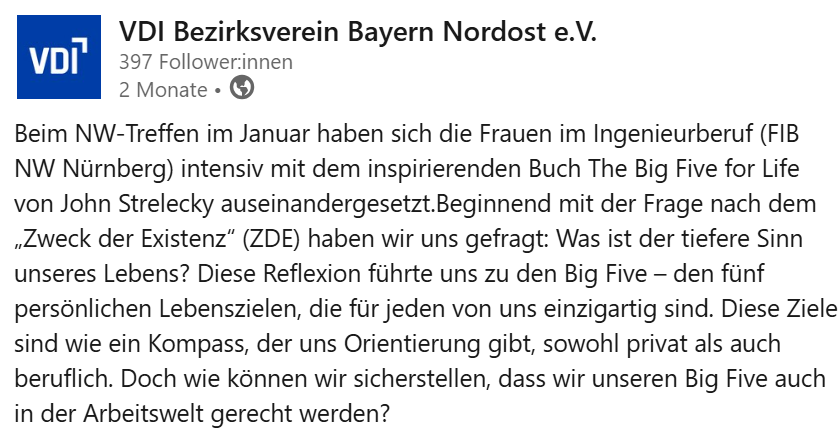 VDI
VDI Bezirksverein Bayern Nordost e.V.
397 Follower:innen
2 Monate •
Beim NW-Treffen im Januar haben sich die Frauen im Ingenieurberuf (FIB
NW Nürnberg) intensiv mit dem inspirierenden Buch The Big Five for Life
von John Strelecky auseinandergesetzt.Beginnend mit der Frage nach dem
„Zweck der Existenz“ (ZDE) haben wir uns gefragt: Was ist der tiefere Sinn
unseres Lebens? Diese Reflexion führte uns zu den Big Five – den fünf
persönlichen Lebenszielen, die für jeden von uns einzigartig sind. Diese Ziele
sind wie ein Kompass, der uns Orientierung gibt, sowohl privat als auch
beruflich. Doch wie können wir sicherstellen, dass wir unseren Big Five auch
in der Arbeitswelt gerecht werden?